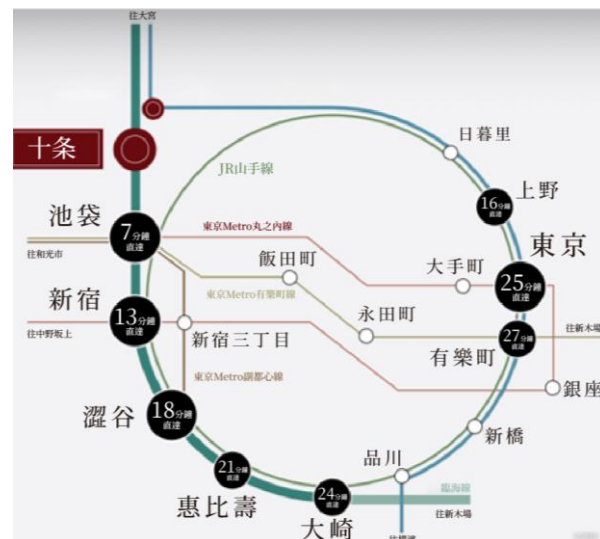 往大宮
十条
日暮里
JR山手線
16分鐘
直達
上野
池袋
7分鐘
直達
東京Metro丸之內線
東京
往和光市
飯田町
大手町
25分鐘
直達
東京Metro有樂町線
新宿
13分鐘
直達
永田町
27分鐘
直達
往新木場
往中野坂上
新宿三丁目
有樂町
東京Metro副都心線
銀座
澀谷
18分鐘
直達
新橋
品川
21分鐘
直達
惠比壽
24分鐘
直達
臨海線
往新木場
大崎